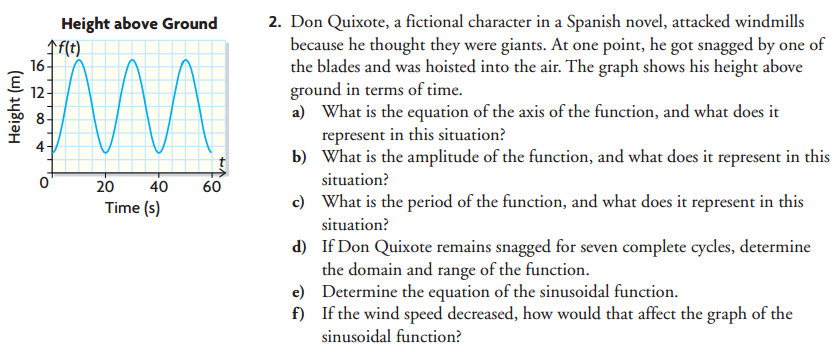 Height above Ground
f(t)
16
12
8
4
0
20
40
60
t
Height (m)
Time (s)
2. Don Quixote, a fictional character in a Spanish novel, attacked windmills
because he thought they were giants. At one point, he got snagged by one of
the blades and was hoisted into the air. The graph shows his height above
ground in terms of time.
a) What is the equation of the axis of the function, and what does it
represent in this situation?
b) What is the amplitude of the function, and what does it represent in this
situation?
c) What is the period of the function, and what does it represent in this
situation?
d) If Don Quixote remains snagged for seven complete cycles, determine
the domain and range of the function.
e) Determine the equation of the sinusoidal function.
f) If the wind speed decreased, how would that affect the graph of the
sinusoidal function?